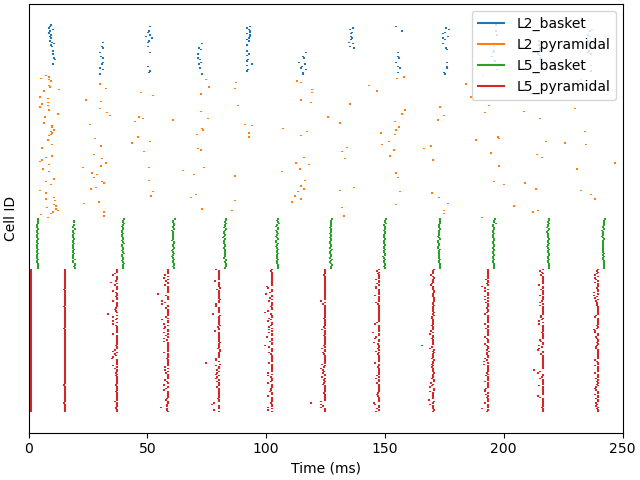 L2_basket
L2_pyramidal
L5_basket
L5_pyramidal
Cell ID
0 50 100 150 200 250
Time (ms)